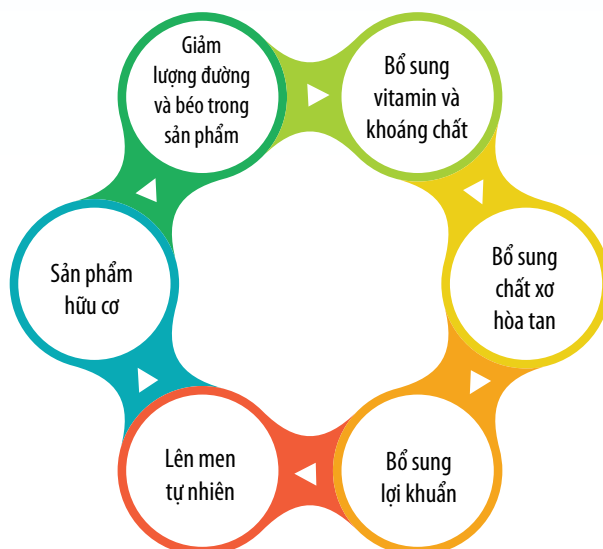 Giảm
lượng đường
và béo trong
sản phẩm
Bổ sung
vitamin và
khoáng chất
Bổ sung
chất xơ
hòa tan
Bổ sung
lợi khuẩn
Lên men
tự nhiên
Sản phẩm
hữu cơ